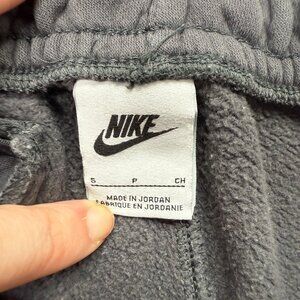 NIKE
S P CH
MADE IN JORDAN
FABRIQUÉ EN JORDANIE